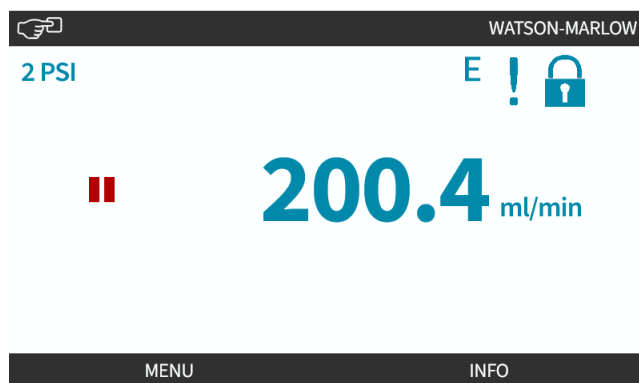 WATSON-MARLOW
2 PSI
E
200.4 ml/min
MENU
INFO